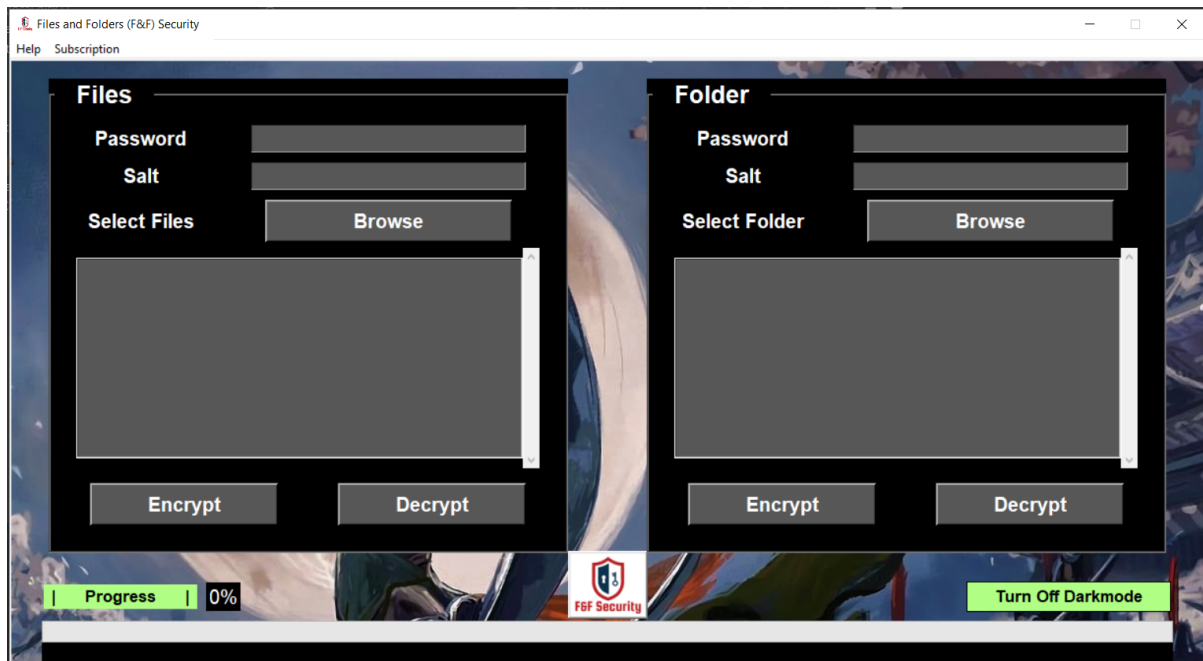 Files and Folders (F&F) Security
Help Subscription
Files
Password
Salt
Select Files Browse
Encrypt Decrypt
Folder
Password
Salt
Select Folder Browse
Encrypt Decrypt
| Progress | 0%
F&F Security
Turn Off Darkmode